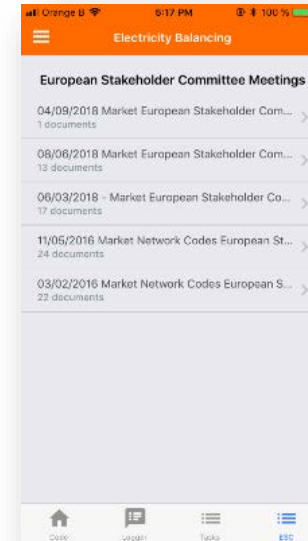 Orange B 5:17 PM 100 %
Electricity Balancing
European Stakeholder Committee Meetings
04/09/2018 Market European Stakeholder Com...
1 documents
08/06/2018 Market European Stakeholder Com...
13 documents
06/03/2018 - Market European Stakeholder Co...
17 documents
11/05/2016 Market Network Codes European St...
24 documents
03/02/2016 Market Network Codes European S...
22 documents
Code Logger Tasks ESC